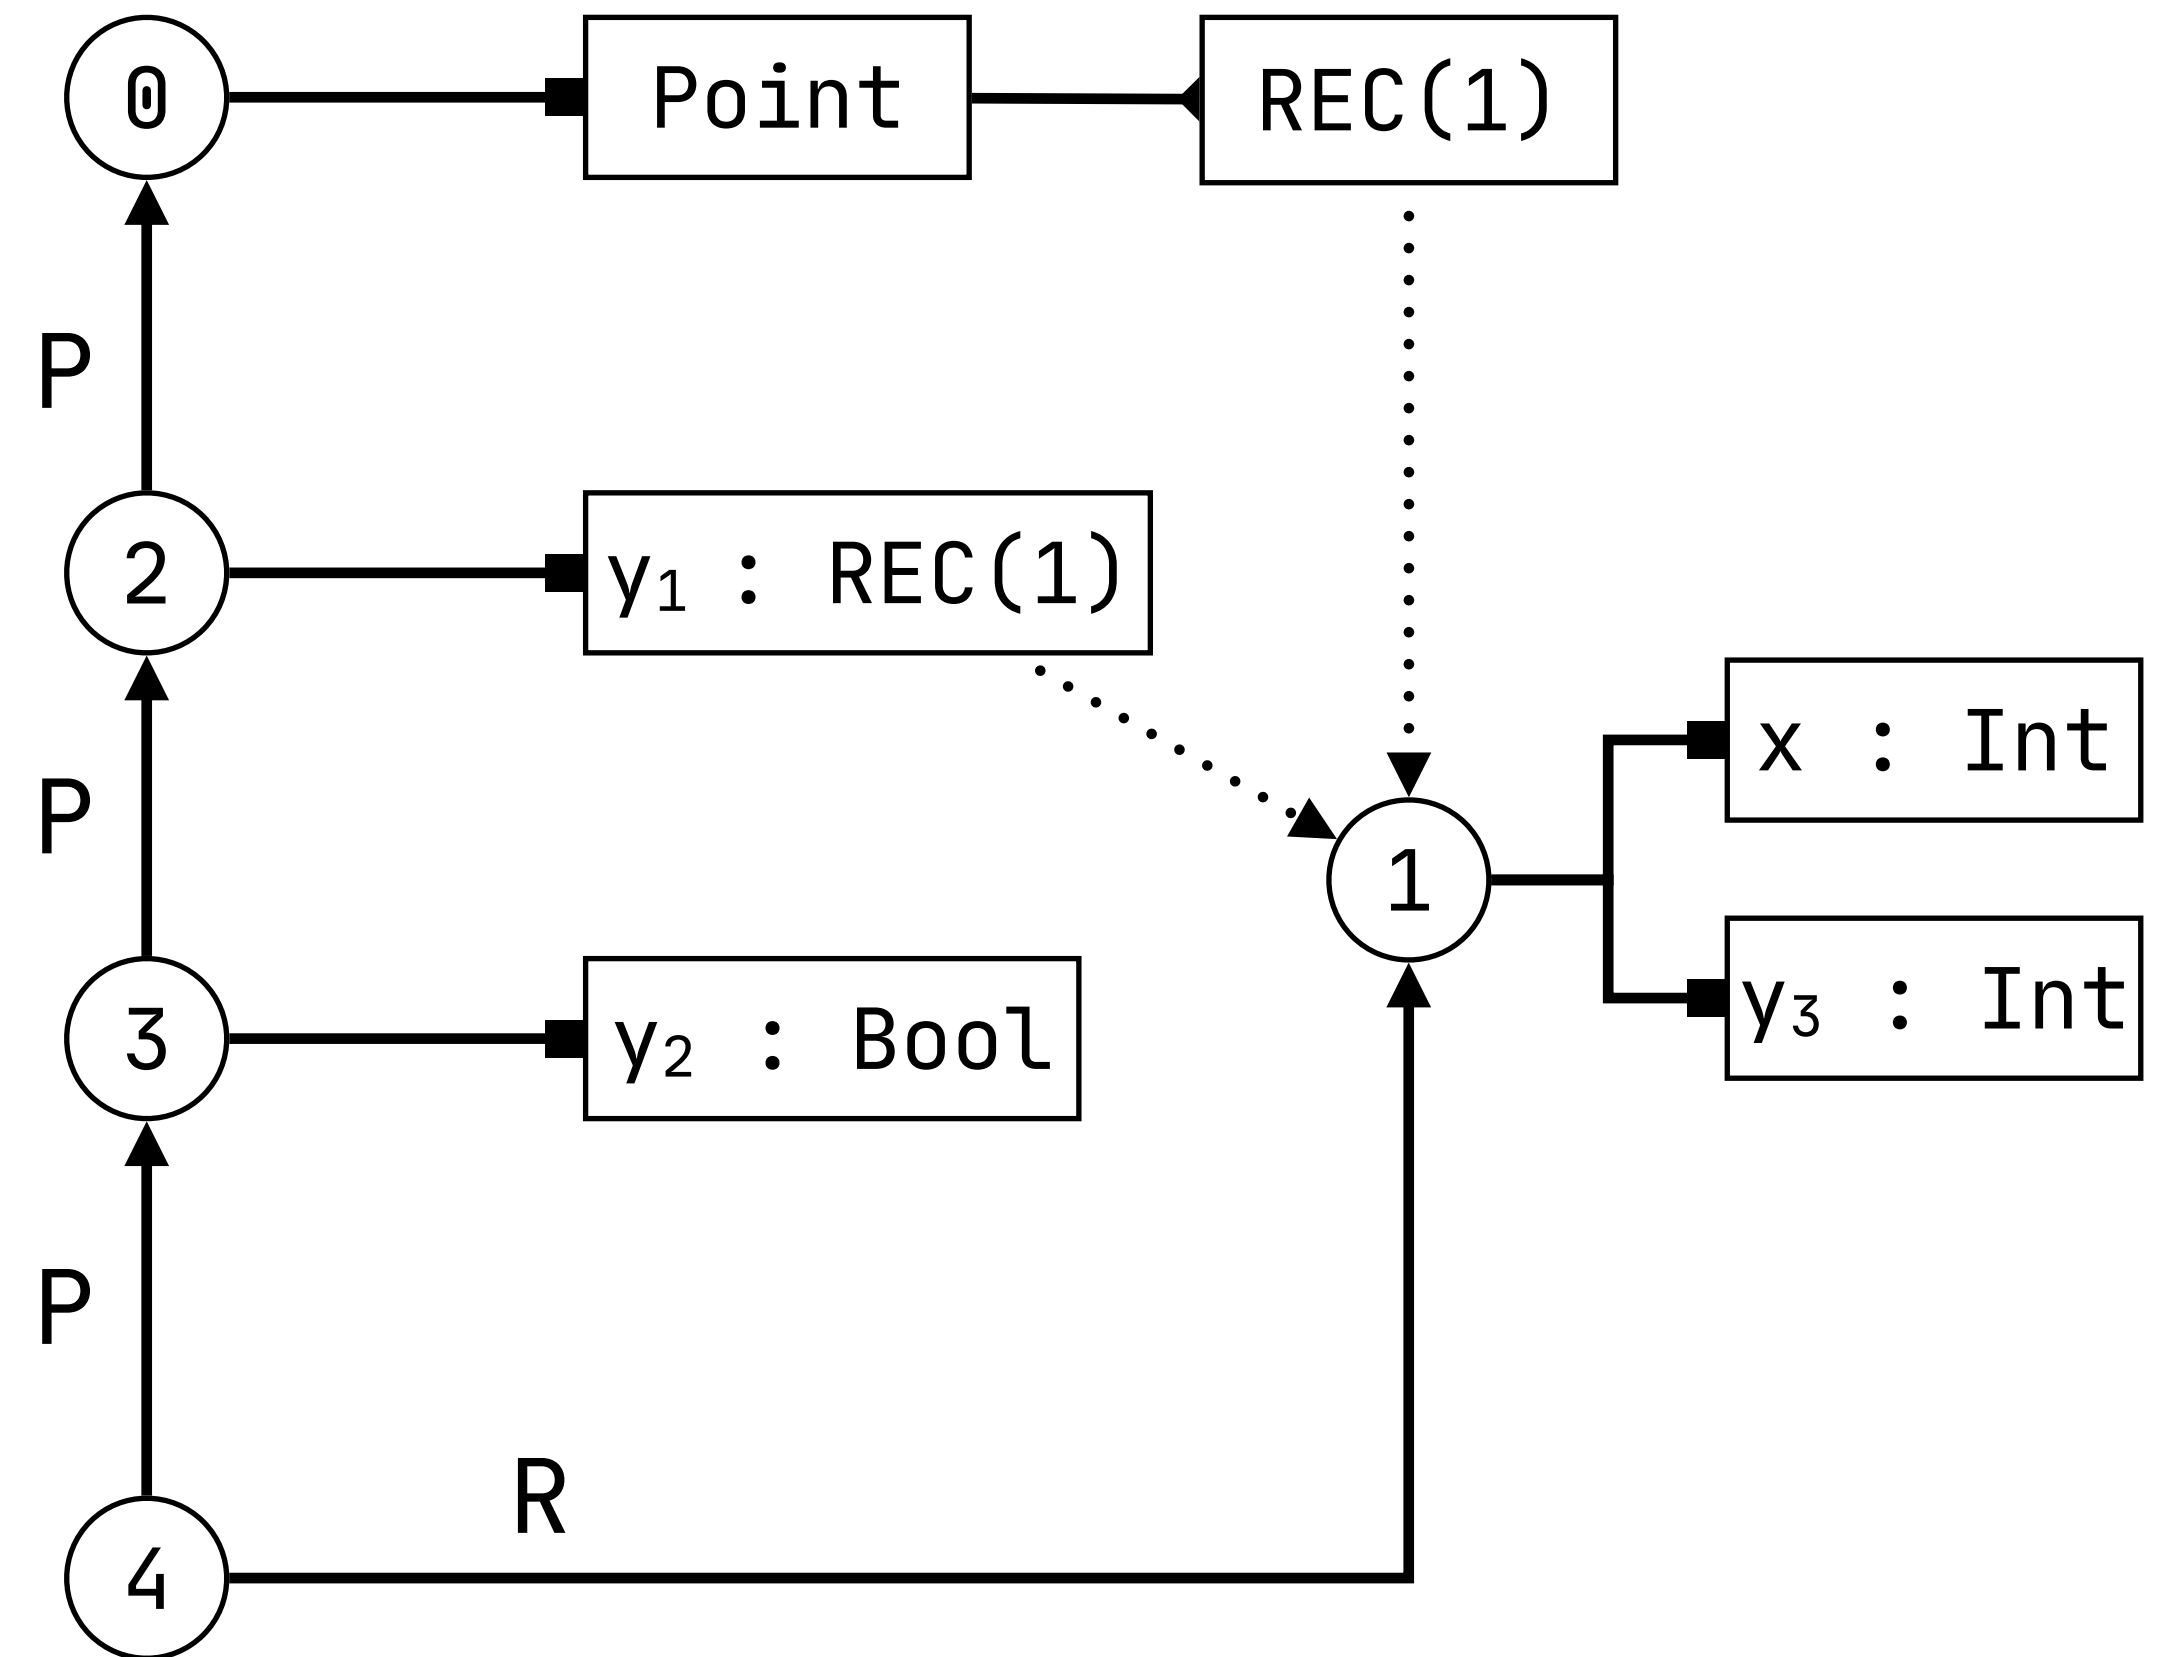 0
Point
REC(1)
P
2
y₁ : REC(1)
x : Int
P
1
y₃ : Int
3
y₂ : Bool
P
R
4